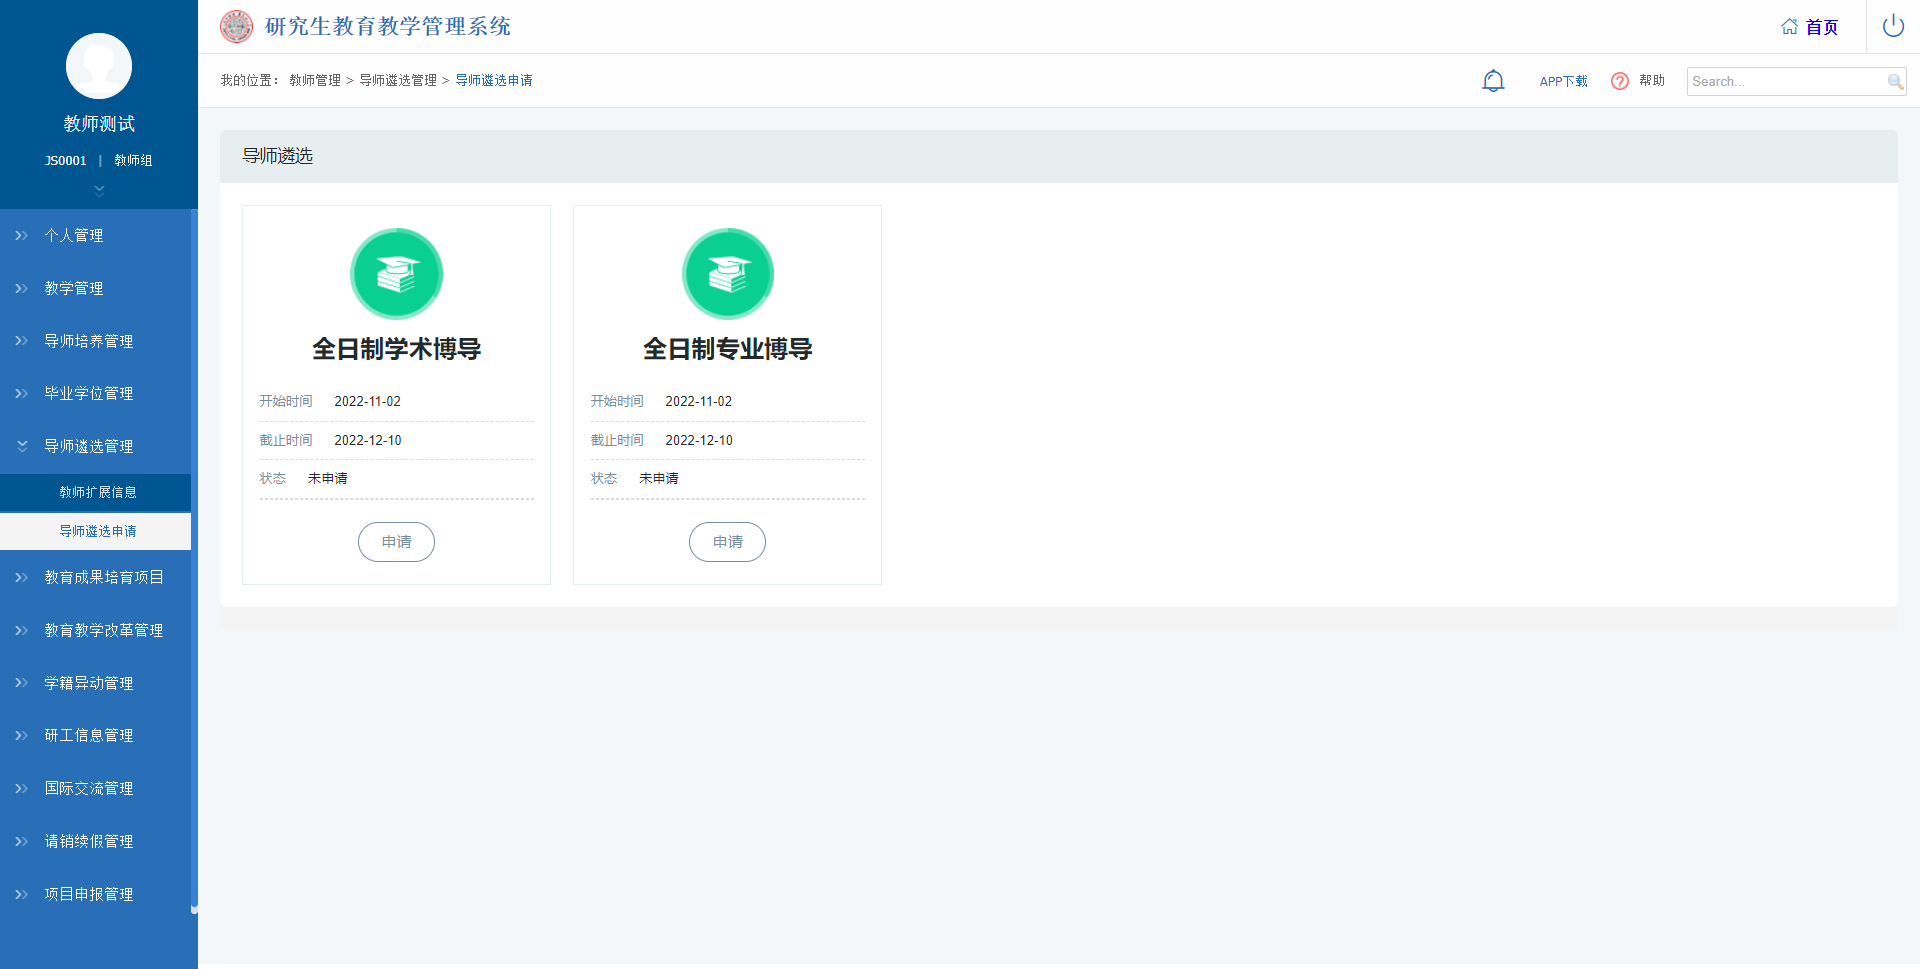 研究生教育教学管理系统
首页
教师测试
JS0001 | 教师组
我的位置： 教师管理 > 导师遴选管理 > 导师遴选申请
APP下载
帮助
Search...
个人管理
教学管理
导师培养管理
毕业学位管理
导师遴选管理
教师扩展信息
导师遴选申请
教育成果培育项目
教育教学改革管理
学籍异动管理
研工信息管理
国际交流管理
请销续假管理
项目申报管理
导师遴选
全日制学术博导
开始时间 2022-11-02
截止时间 2022-12-10
状态 未申请
申请
全日制专业博导
开始时间 2022-11-02
截止时间 2022-12-10
状态 未申请
申请